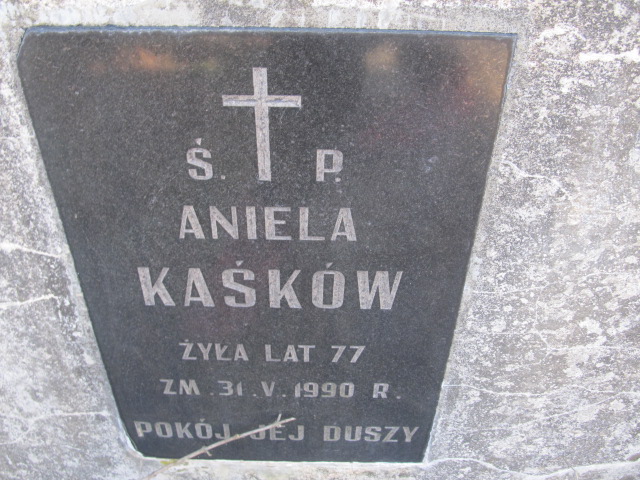 Ś. P.
ANIELA
KAŚKÓW
ŻYŁA LAT 77
ZM. 31. V. 1990 R.
POKÓJ JEJ DUSZY